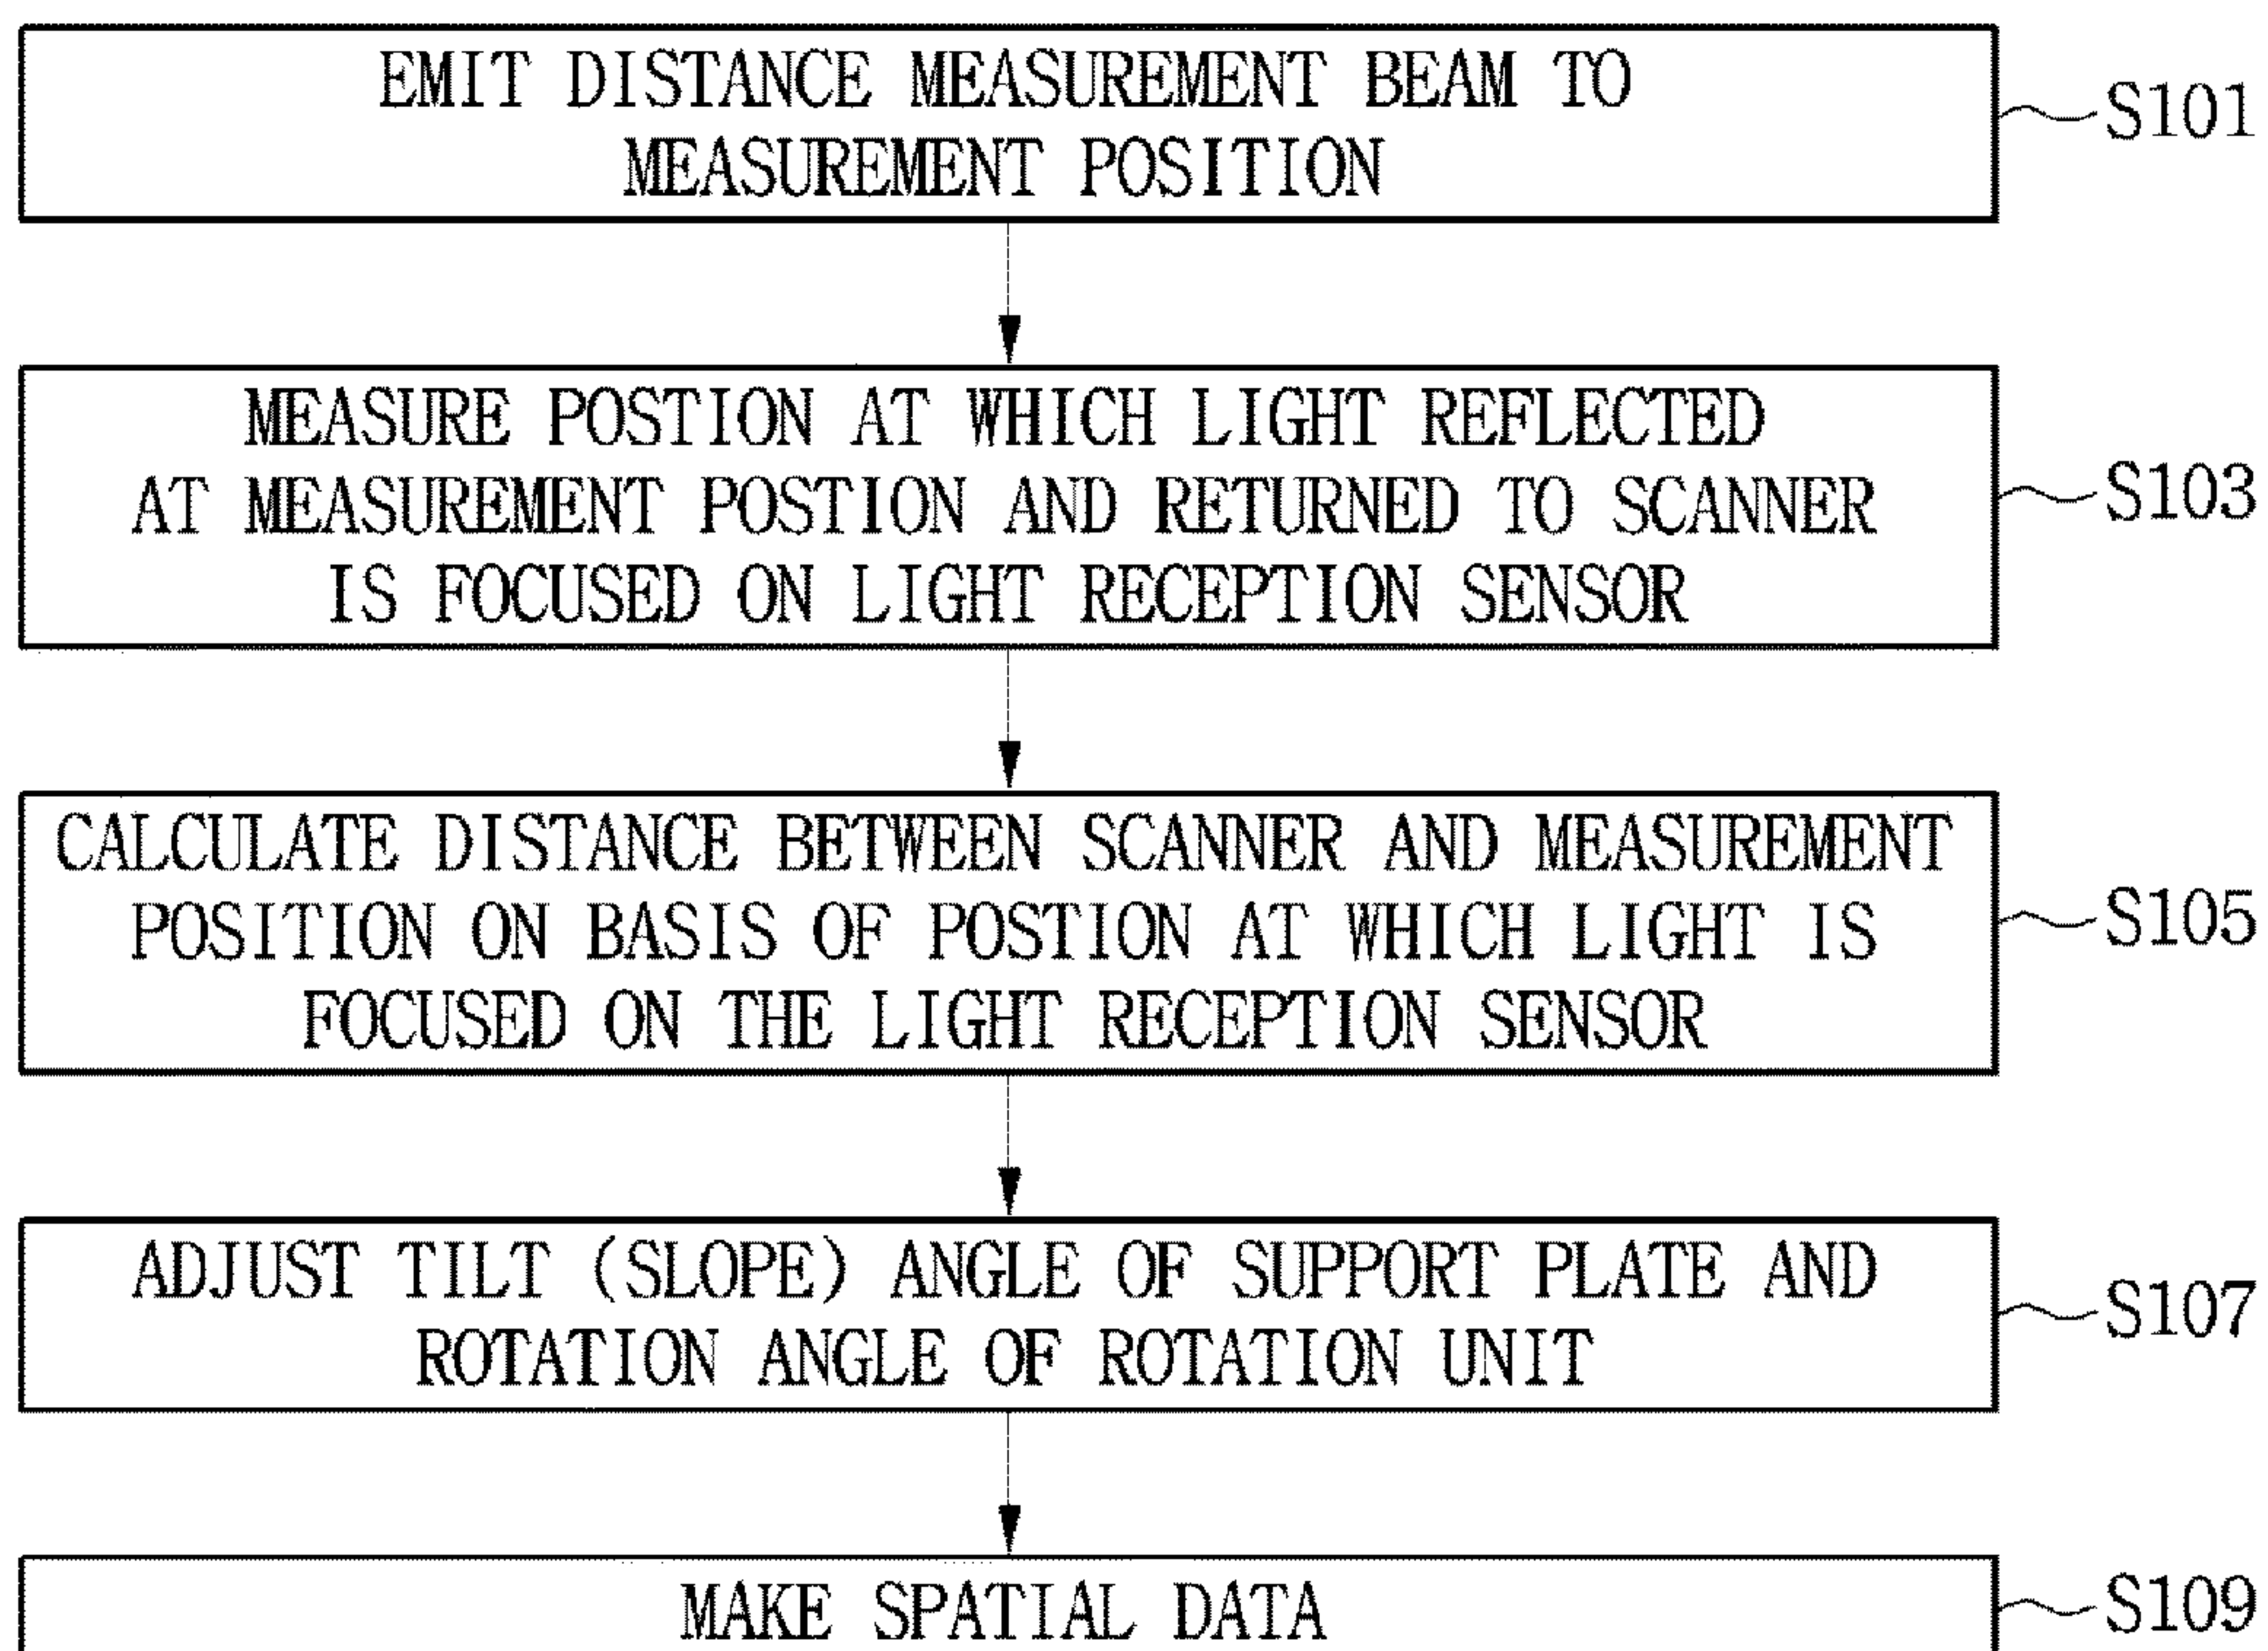 EMIT DISTANCE MEASUREMENT BEAM TO
MEASUREMENT POSITION
S101
MEASURE POSTION AT WHICH LIGHT REFLECTED
AT MEASUREMENT POSTION AND RETURNED TO SCANNER
IS FOCUSED ON LIGHT RECEPTION SENSOR
S103
CALCULATE DISTANCE BETWEEN SCANNER AND MEASUREMENT
POSITION ON BASIS OF POSTION AT WHICH LIGHT IS
FOCUSED ON THE LIGHT RECEPTION SENSOR
S105
ADJUST TILT (SLOPE) ANGLE OF SUPPORT PLATE AND
ROTATION ANGLE OF ROTATION UNIT
S107
MAKE SPATIAL DATA
S109